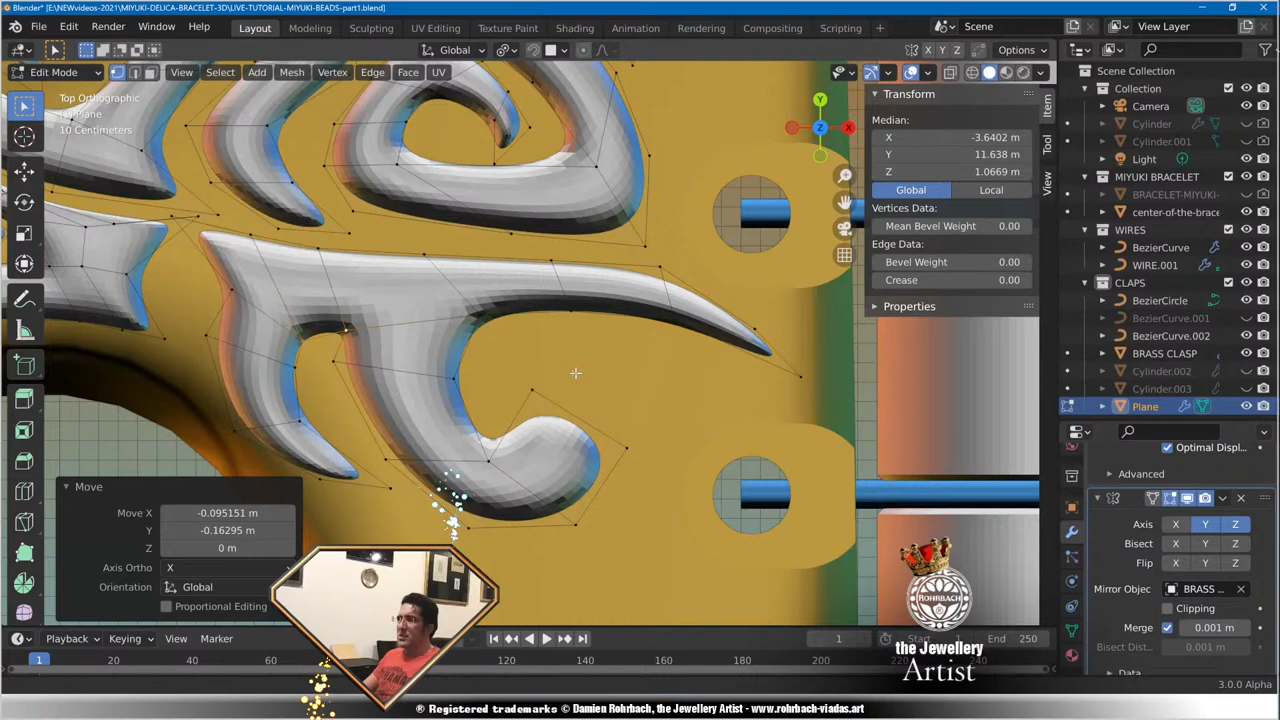 Blender* [E:\NEWvideos-2021\MIYUKI-DELICA-BRACELET-3D\LIVE-TUTORIAL-MIYUKI-BEADS-part1.blend]
File Edit Render Window Help
Layout Modeling Sculpting UV Editing Texture Paint Shading Animation Rendering Compositing Scripting +
Scene
View Layer
Global
X Y Z
Options
Edit Mode
View Select Add Mesh Vertex Edge Face UV
Top Orthographic
Plane
10 Centimeters
Y
Z
X
Transform
Median:
X -3.6402 m
Y 11.638 m
Z 1.0669 m
Global Local
Vertices Data:
Mean Bevel Weight 0.00
Edge Data:
Bevel Weight 0.00
Crease 0.00
Properties
Item
Tool
View
Scene Collection
Collection
Camera
Cylinder
Cylinder.001
Light
MIYUKI BRACELET
BRACELET-MIYUKI-
center-of-the-brace
WIRES
BezierCurve
WIRE.001
CLAPS
BezierCircle
BezierCurve.001
BezierCurve.002
BRASS CLASP
Cylinder.002
Cylinder.003
Plane
Optimal Displ...
Advanced
Axis X Y Z
Bisect X Y Z
Flip X Y Z
Mirror Objec BRASS ...
Clipping
Merge 0.001 m
Bisect Dist... 0.001 m
Data
Move
Move X -0.095151 m
Y -0.16295 m
Z 0 m
Axis Ortho X
Orientation Global
Proportional Editing
ROHRBACH
the Jewellery
Artist
Playback Keying View Marker
1
Start 1 End 250
1 20 40 60 120 140 160 180 200
3.0.0 Alpha
® Registered trademarks © Damien Rohrbach, the Jewellery Artist - www.rohrbach-viadas.art